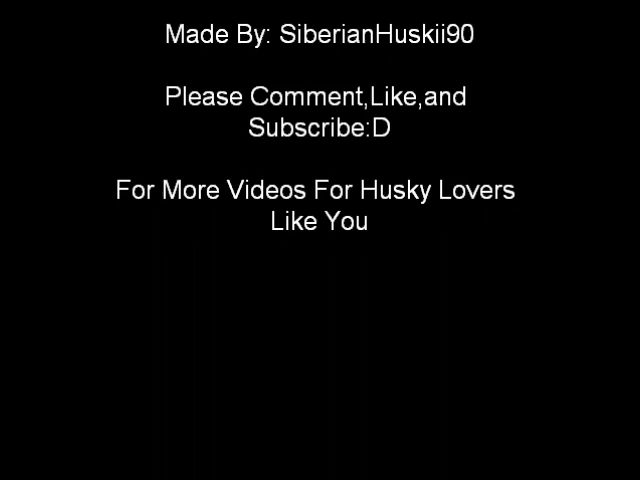 Made By: SiberianHuskii90
Please Comment,Like,and
Subscribe:D
For More Videos For Husky Lovers
Like You